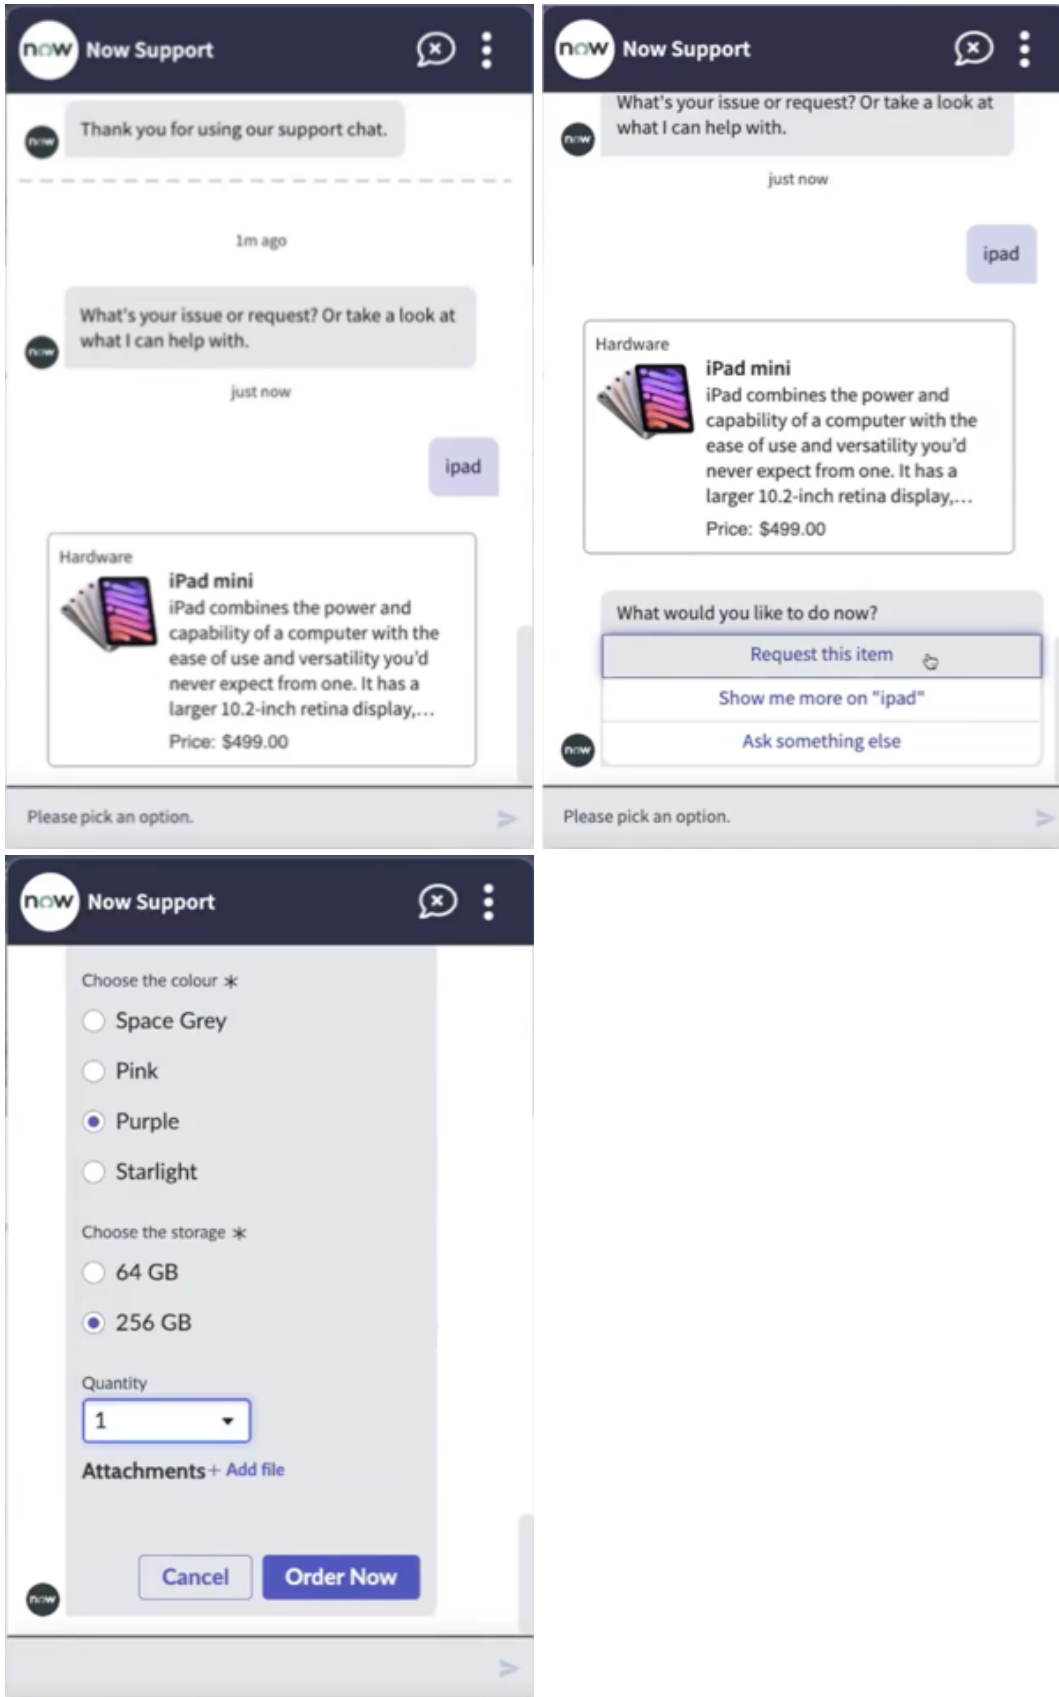 now Now Support
Thank you for using our support chat.
now
1m ago
What's your issue or request? Or take a look at
what I can help with.
now
just now
ipad
Hardware
iPad mini
iPad combines the power and
capability of a computer with the
ease of use and versatility you'd
never expect from one. It has a
larger 10.2-inch retina display,...
Price: $499.00
Please pick an option.
now Now Support
What's your issue or request? Or take a look at
what I can help with.
now
just now
ipad
Hardware
iPad mini
iPad combines the power and
capability of a computer with the
ease of use and versatility you'd
never expect from one. It has a
larger 10.2-inch retina display,...
Price: $499.00
What would you like to do now?
Request this item
Show me more on "ipad"
Ask something else
now
Please pick an option.
now Now Support
Choose the colour *
Space Grey
Pink
Purple
Starlight
Choose the storage *
64 GB
256 GB
Quantity
1
Attachments + Add file
Cancel Order Now
now